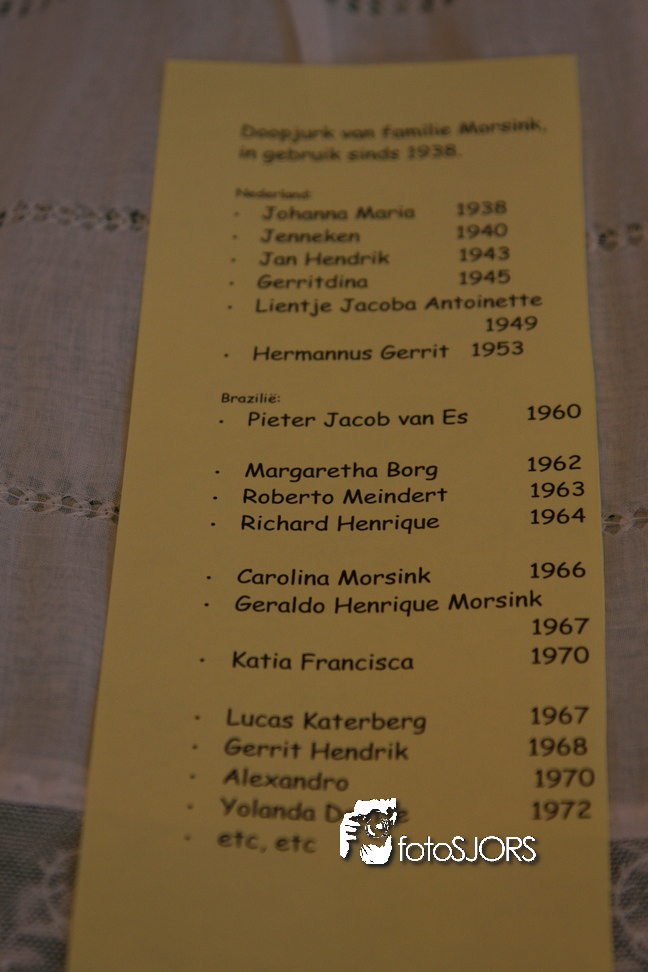 Doopjurk van familie Morsink,
in gebruik sinds 1938.
Nederland:
· Johanna Maria 1938
· Jenneken 1940
· Jan Hendrik 1943
· Gerritdina 1945
· Lientje Jacoba Antoinette
1949
· Hermannus Gerrit 1953
Brazilië:
· Pieter Jacob van Es 1960
· Margaretha Borg 1962
· Roberto Meindert 1963
· Richard Henrique 1964
· Carolina Morsink 1966
· Geraldo Henrique Morsink
1967
· Katia Francisca 1970
· Lucas Katerberg 1967
· Gerrit Hendrik 1968
· Alexandro 1970
· Yolanda 1972
· etc, etc
fotoSJORS